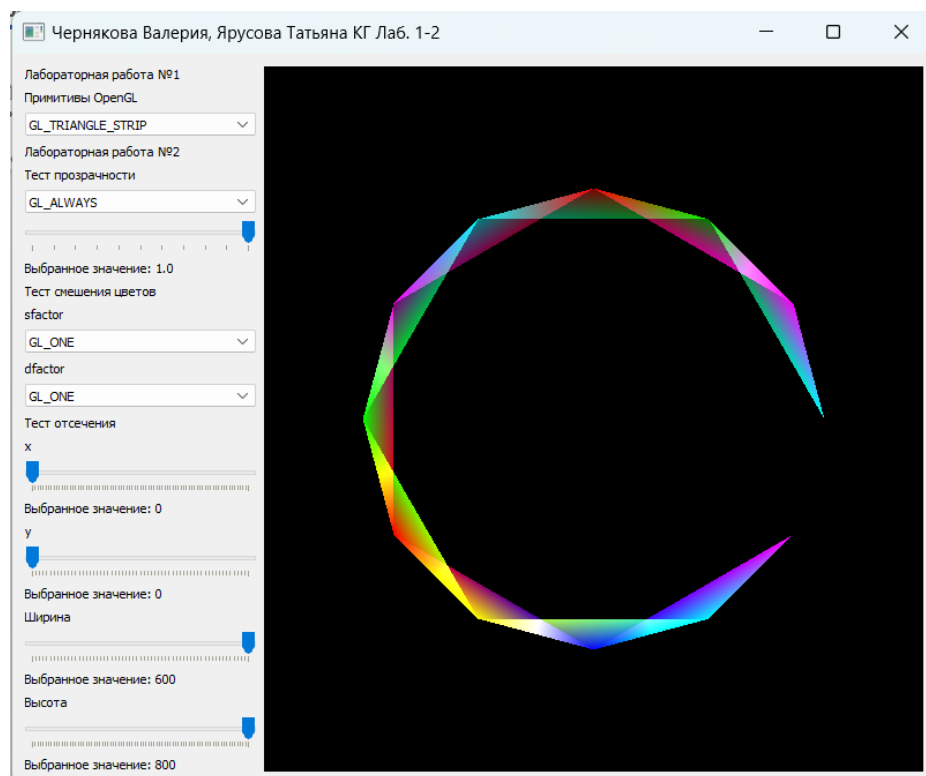 Чернякова Валерия, Ярусова Татьяна КГ Лаб. 1-2
Лабораторная работа №1
Примитивы OpenGL
GL_TRIANGLE_STRIP
Лабораторная работа №2
Тест прозрачности
GL_ALWAYS
Выбранное значение: 1.0
Тест смешения цветов
sfactor
GL_ONE
dfactor
GL_ONE
Тест отсечения
x
Выбранное значение: 0
y
Выбранное значение: 0
Ширина
Выбранное значение: 600
Высота
Выбранное значение: 800